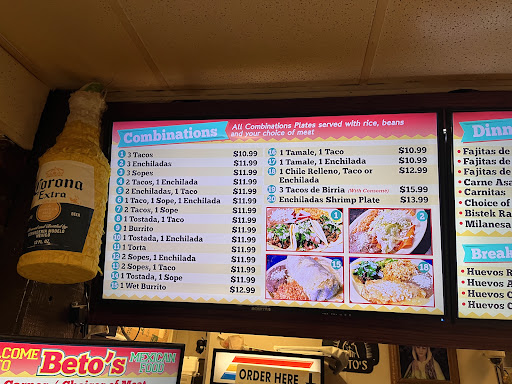 Corona
Extra
Combinations
All Combinations Plates served with rice, beans
and your choice of meat
1 3 Tacos $10.99
2 3 Enchiladas $11.99
3 3 Sopes $11.99
4 2 Tacos, 1 Enchilada $11.99
5 2 Enchiladas, 1 Taco $11.99
6 1 Taco, 1 Sope, 1 Enchilada $11.99
7 2 Tacos, 1 Sope $11.99
8 1 Tostada, 1 Taco $11.99
9 1 Burrito $11.99
10 1 Tostada, 1 Enchilada $11.99
11 1 Torta $11.99
12 2 Sopes, 1 Enchilada $11.99
13 2 Sopes, 1 Taco $11.99
14 1 Tostada, 1 Sope $11.99
15 1 Wet Burrito $12.99
16 1 Tamale, 1 Taco $10.99
17 1 Tamale, 1 Enchilada $10.99
18 1 Chile Relleno, Taco or $12.99
Enchilada
19 3 Tacos de Birria (With Consome) $15.99
20 Enchiladas Shrimp Plate $13.99
1
2
15
18
Dinn
Fajitas de
Fajitas de
Fajitas de
Carne Asa
Carnitas
Choice of
Bistek Ra
Milanesa
Break
• Huevos R
• Huevos A
• Huevos C
• Huevos C
LCOME
TO
Beto's
MEXICAN
FOOD
ORDER HERE
TO'S